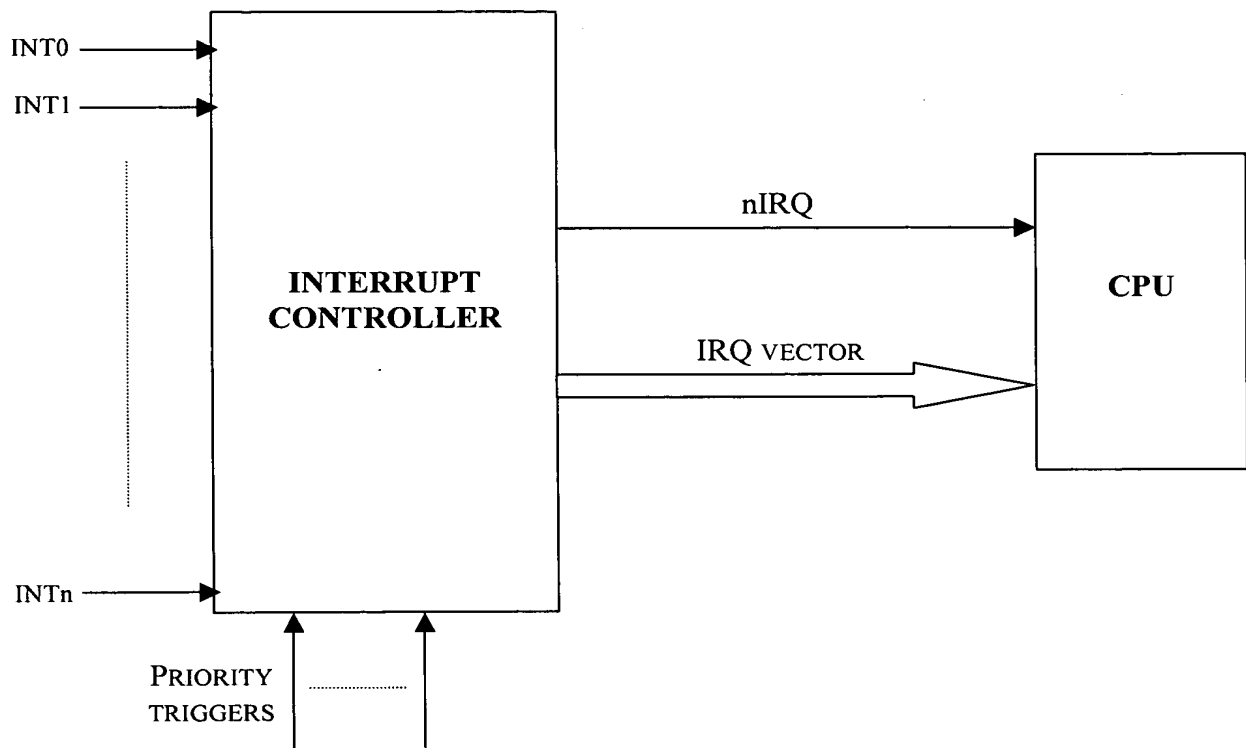 INT0
INT1
nIRQ
INTERRUPT
CONTROLLER
CPU
IRQ VECTOR
INTn
PRIORITY
TRIGGERS